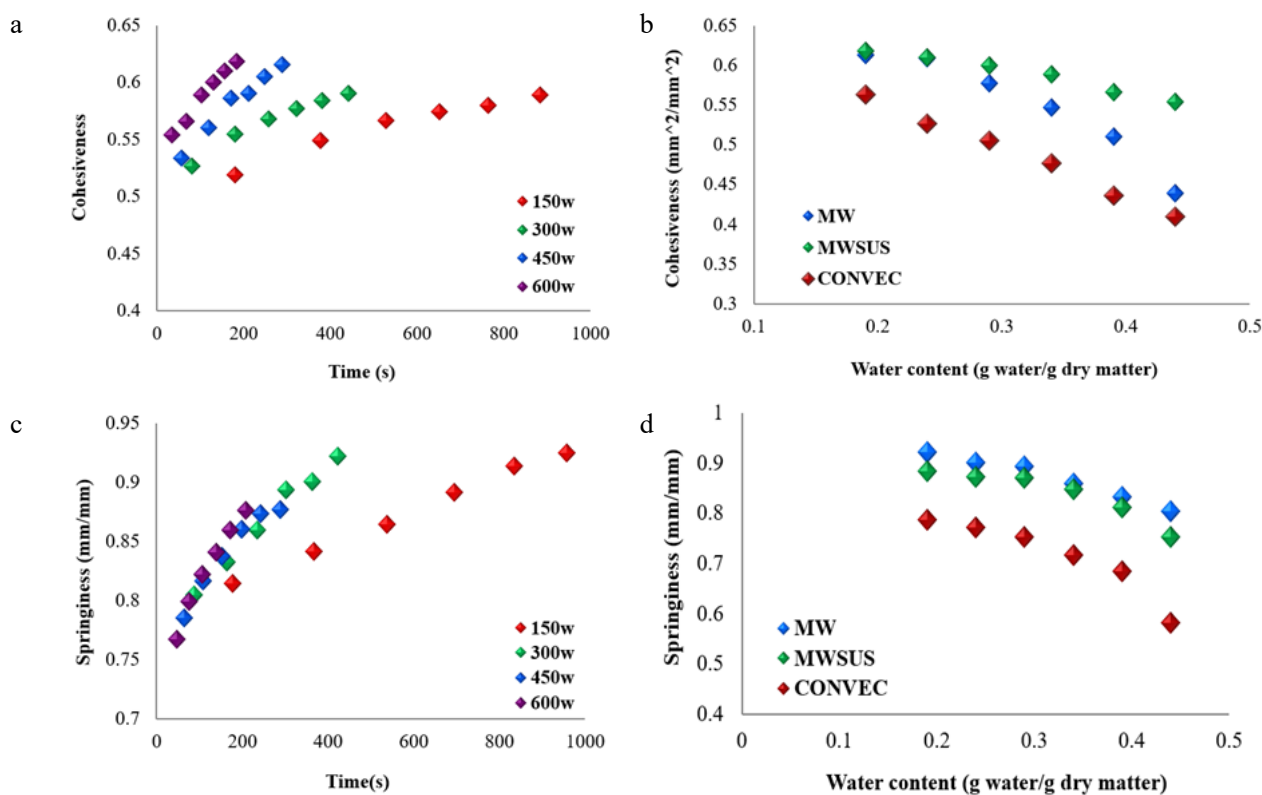 a
0.65
0.6
0.55
0.5
0.45
0.4
Cohesiveness
0
200
400
600
800
1000
Time (s)
150w
300w
450w
600w
b
0.65
0.6
0.55
0.5
0.45
0.4
0.35
0.3
Cohesiveness (mm^2/mm^2)
0.1
0.2
0.3
0.4
0.5
Water content (g water/g dry matter)
MW
MWSUS
CONVEC
c
0.95
0.9
0.85
0.8
0.75
0.7
Springiness (mm/mm)
0
200
400
600
800
1000
Time(s)
150w
300w
450w
600w
d
1
0.9
0.8
0.7
0.6
0.5
0.4
Springiness (mm/mm)
0
0.1
0.2
0.3
0.4
0.5
Water content (g water/g dry matter)
MW
MWSUS
CONVEC